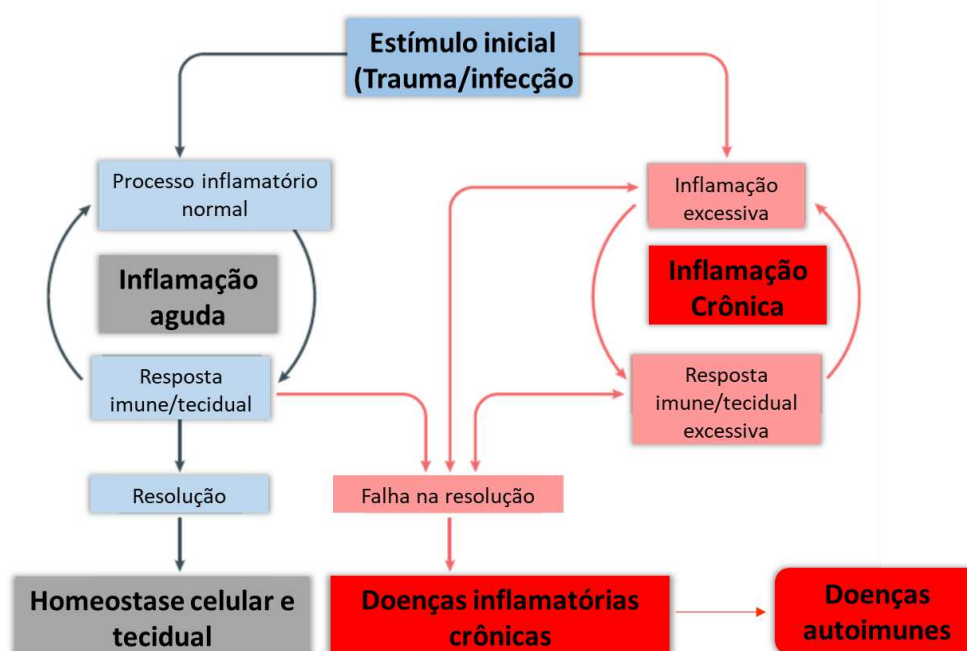 Estímulo inicial
(Trauma/infecção
Processo inflamatório
normal
Inflamação
excessiva
Inflamação
aguda
Inflamação
Crônica
Resposta
imune/tecidual
Resposta
imune/tecidual
excessiva
Resolução
Falha na resolução
Homeostase celular e
tecidual
Doenças inflamatórias
crônicas
Doenças
autoimunes